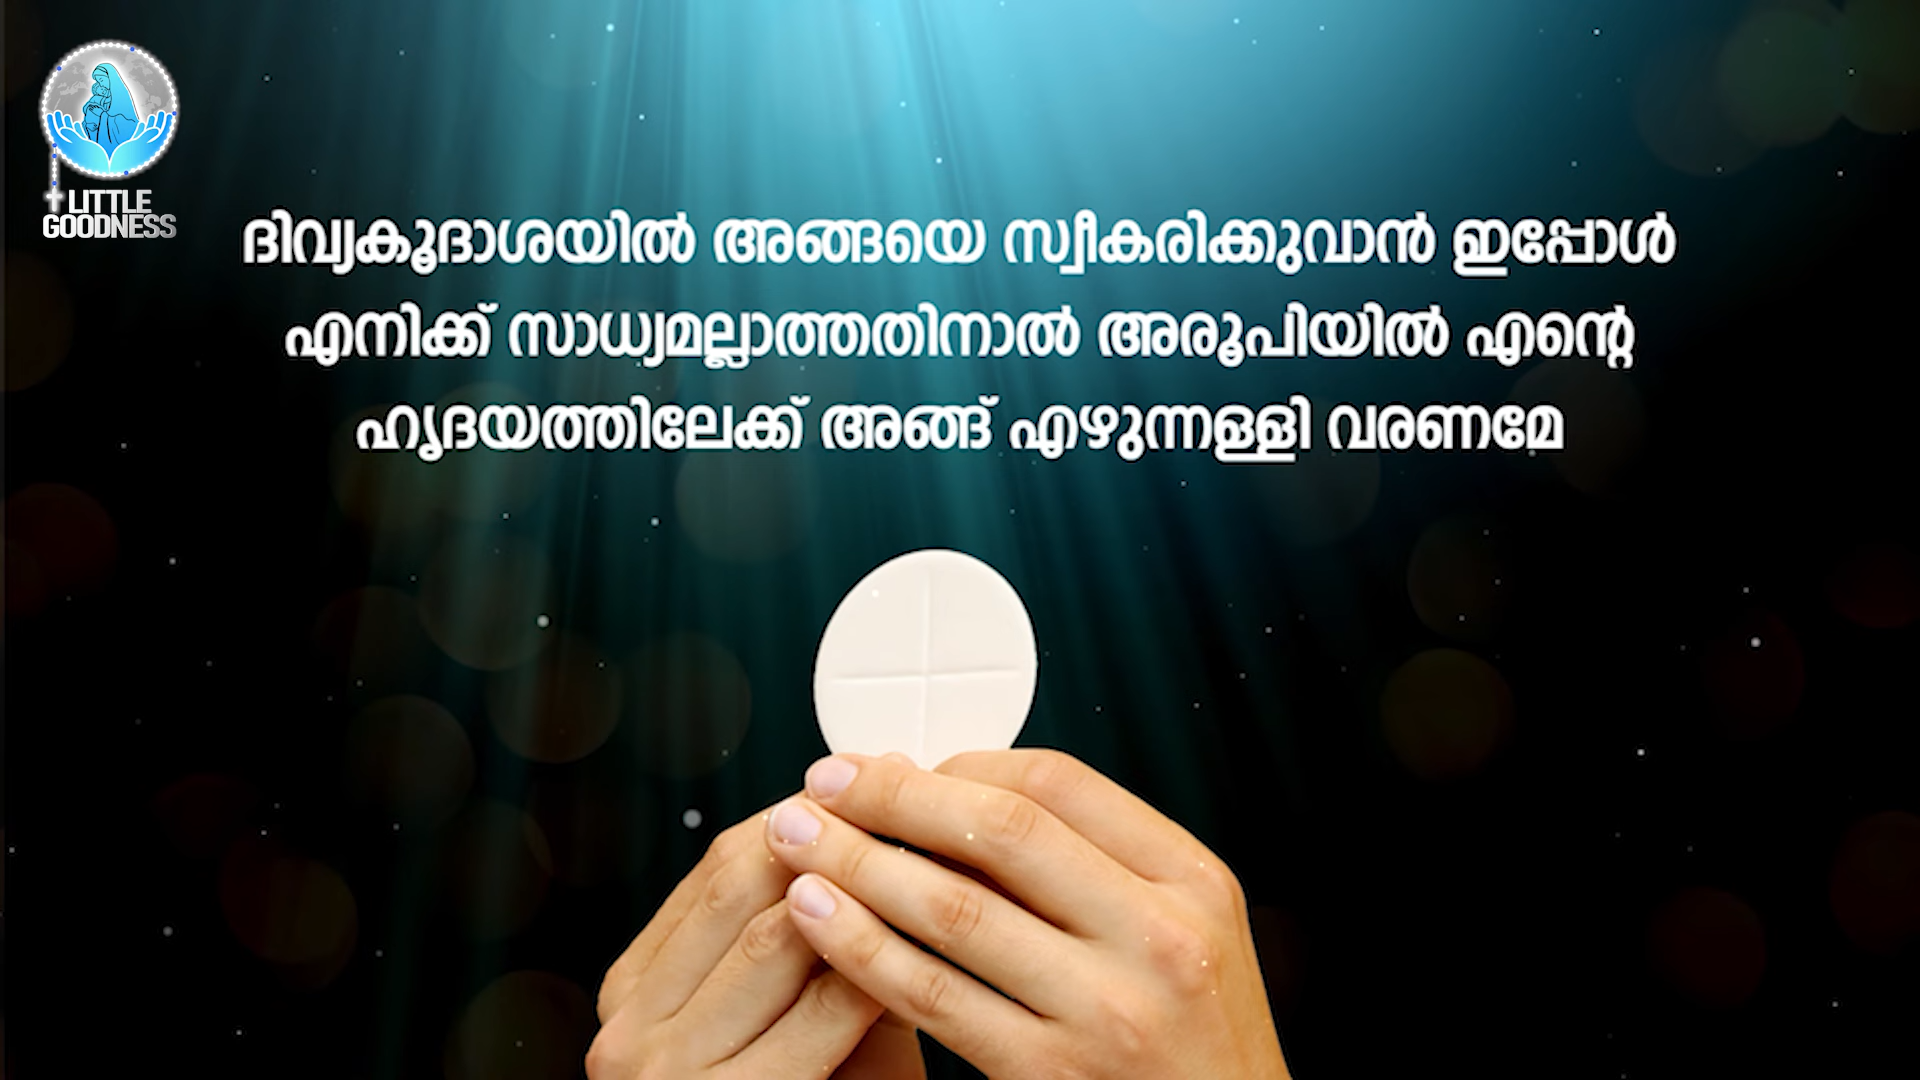 LITTLE
GOODNESS
ദിവ്യകൂദാശയിൽ അങ്ങയെ സ്വീകരിക്കുവാൻ ഇപ്പോൾ
എനിക്ക് സാധ്യമല്ലാത്തതിനാൽ അരൂപിയിൽ എന്റെ
ഹൃദയത്തിലേക്ക് അങ്ങ് എഴുന്നള്ളി വരണമേ